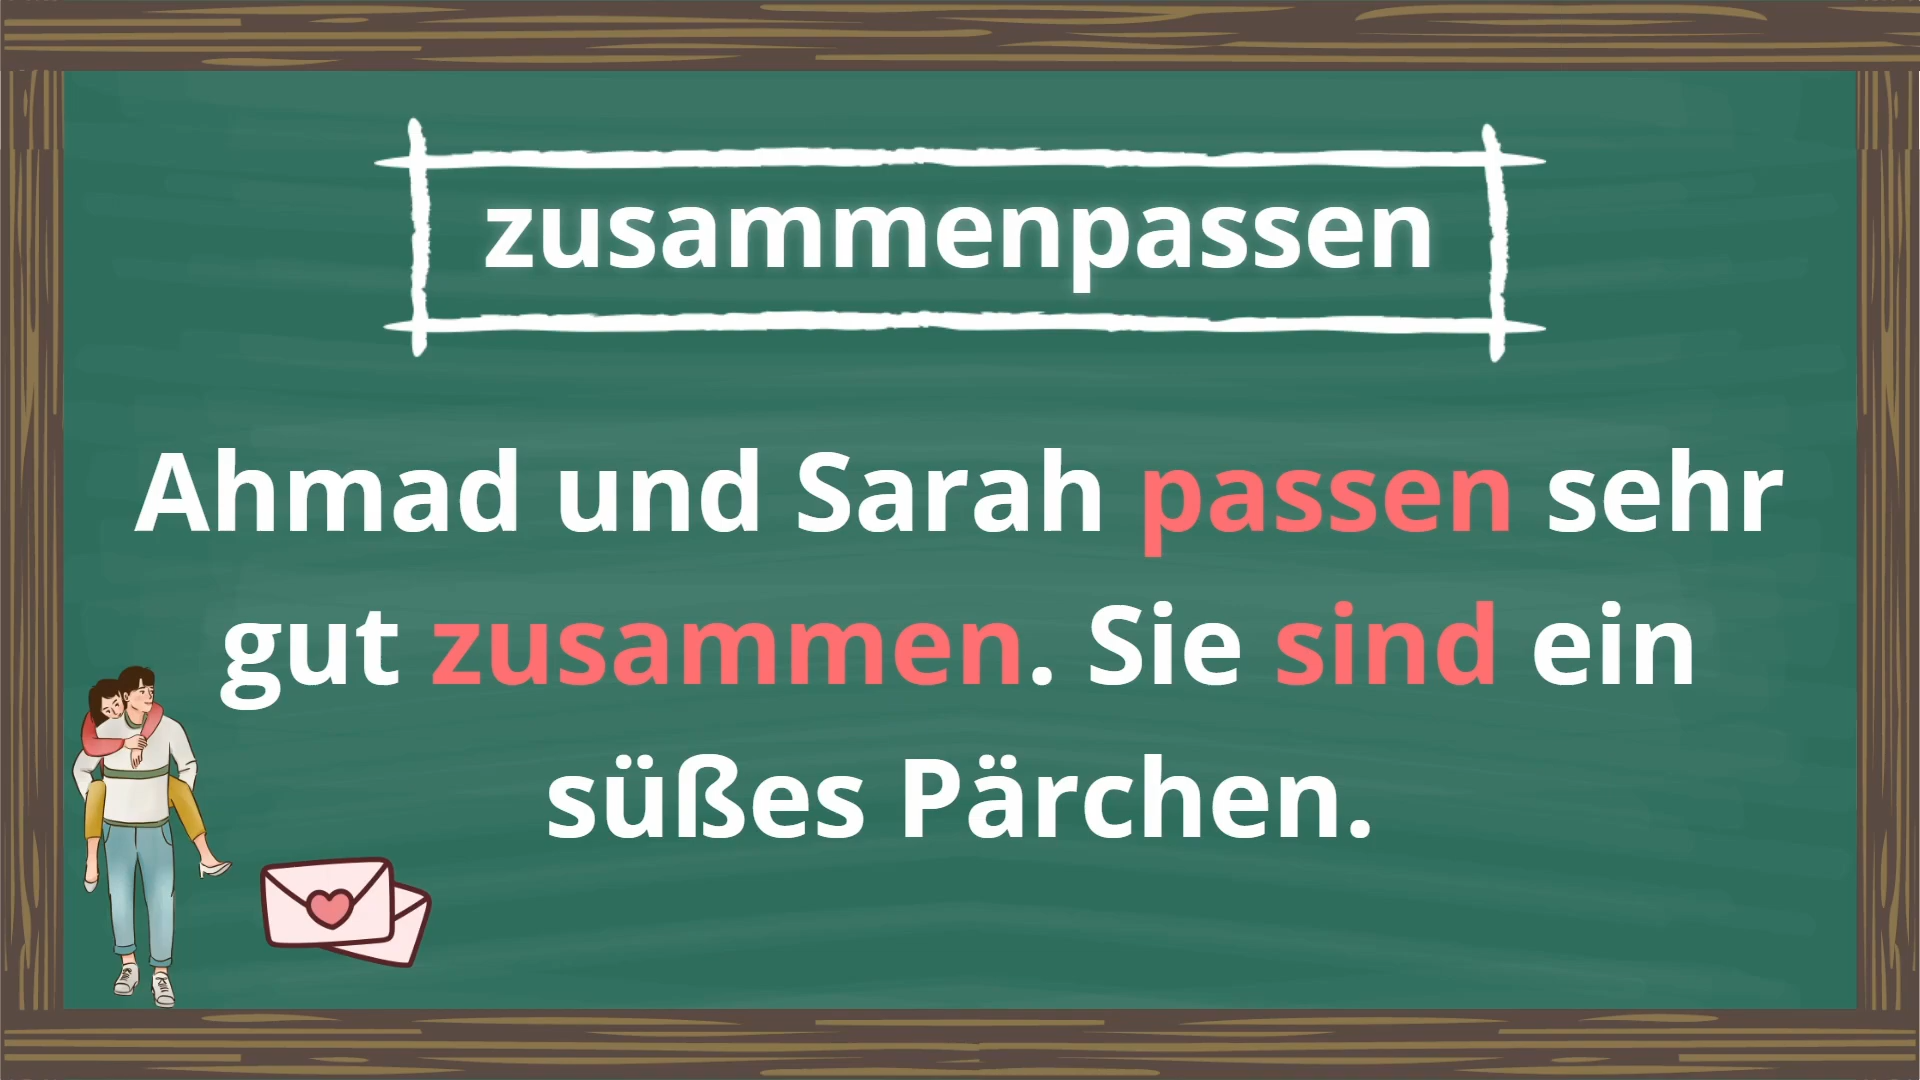 zusammenpassen
Ahmad und Sarah passen sehr
gut zusammen. Sie sind ein
süßes Pärchen.